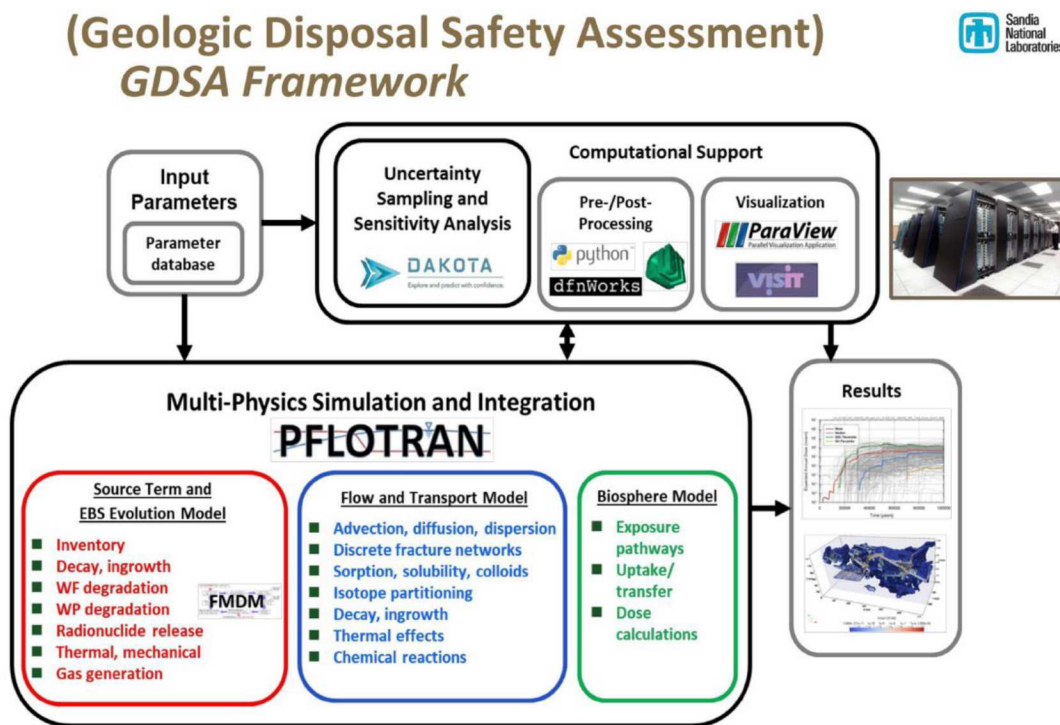 (Geologic Disposal Safety Assessment)
GDSA Framework
Sandia
National
Laboratories
Input
Parameters
Parameter
database
Computational Support
Uncertainty
Sampling and
Sensitivity Analysis
DAKOTA
Explore and predict with confidence.
Pre-/Post-
Processing
python
dfnWorks
Visualization
ParaView
Parallel Visualization Application
VISIT
Multi-Physics Simulation and Integration
PFLOTRAN
Source Term and
EBS Evolution Model
Inventory
Decay, ingrowth
WF degradation
WP degradation
Radionuclide release
Thermal, mechanical
Gas generation
FMDM
Flow and Transport Model
Advection, diffusion, dispersion
Discrete fracture networks
Sorption, solubility, colloids
Isotope partitioning
Decay, ingrowth
Thermal effects
Chemical reactions
Biosphere Model
Exposure
pathways
Uptake/
transfer
Dose
calculations
Results
Time (years)